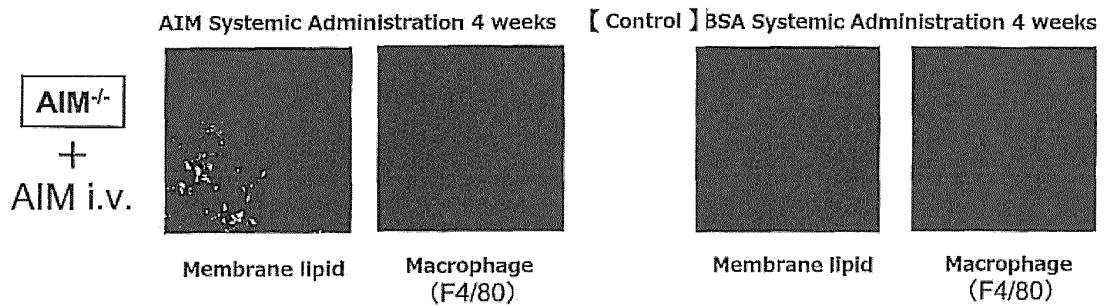 AIM Systemic Administration 4 weeks
【 Control 】 BSA Systemic Administration 4 weeks
AIM-/-
+
AIM i.v.
Membrane lipid
Macrophage
(F4/80)
Membrane lipid
Macrophage
(F4/80)